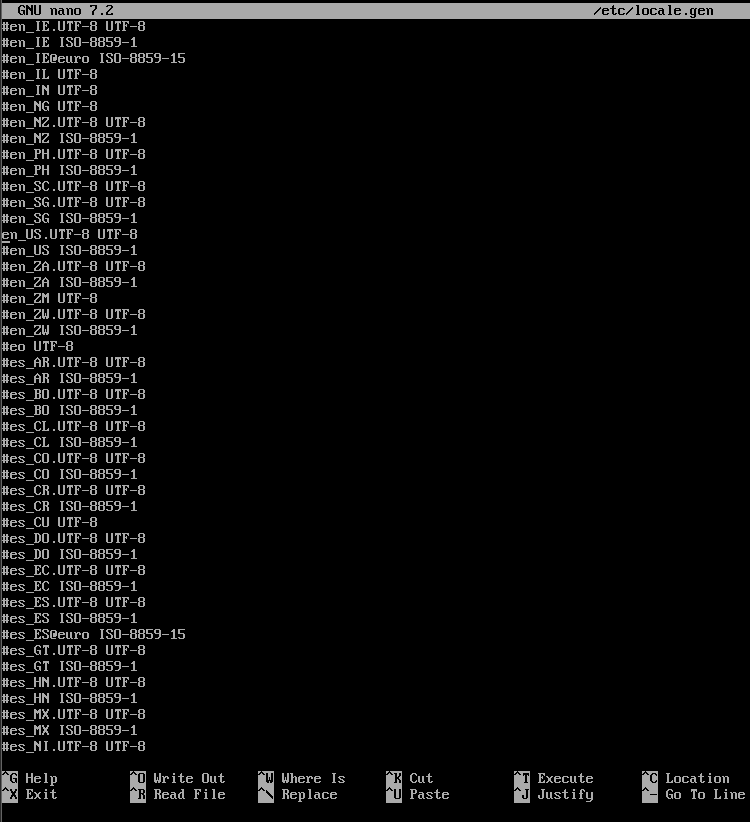 GNU nano 7.2 /etc/locale.gen
#en_IE.UTF-8 UTF-8
#en_IE ISO-8859-1
#en_IE@euro ISO-8859-15
#en_IL UTF-8
#en_IN UTF-8
#en_NG UTF-8
#en_NZ.UTF-8 UTF-8
#en_NZ ISO-8859-1
#en_PH.UTF-8 UTF-8
#en_PH ISO-8859-1
#en_SC.UTF-8 UTF-8
#en_SG.UTF-8 UTF-8
#en_SG ISO-8859-1
en_US.UTF-8 UTF-8
#en_US ISO-8859-1
#en_ZA.UTF-8 UTF-8
#en_ZA ISO-8859-1
#en_ZM UTF-8
#en_ZW.UTF-8 UTF-8
#en_ZW ISO-8859-1
#eo UTF-8
#es_AR.UTF-8 UTF-8
#es_AR ISO-8859-1
#es_BO.UTF-8 UTF-8
#es_BO ISO-8859-1
#es_CL.UTF-8 UTF-8
#es_CL ISO-8859-1
#es_CO.UTF-8 UTF-8
#es_CO ISO-8859-1
#es_CR.UTF-8 UTF-8
#es_CR ISO-8859-1
#es_CU UTF-8
#es_DO.UTF-8 UTF-8
#es_DO ISO-8859-1
#es_EC.UTF-8 UTF-8
#es_EC ISO-8859-1
#es_ES.UTF-8 UTF-8
#es_ES ISO-8859-1
#es_ES@euro ISO-8859-15
#es_GT.UTF-8 UTF-8
#es_GT ISO-8859-1
#es_HN.UTF-8 UTF-8
#es_HN ISO-8859-1
#es_MX.UTF-8 UTF-8
#es_MX ISO-8859-1
#es_NI.UTF-8 UTF-8
^G Help ^O Write Out ^W Where Is ^K Cut ^T Execute ^C Location
^X Exit ^R Read File ^\ Replace ^U Paste ^J Justify ^- Go To Line